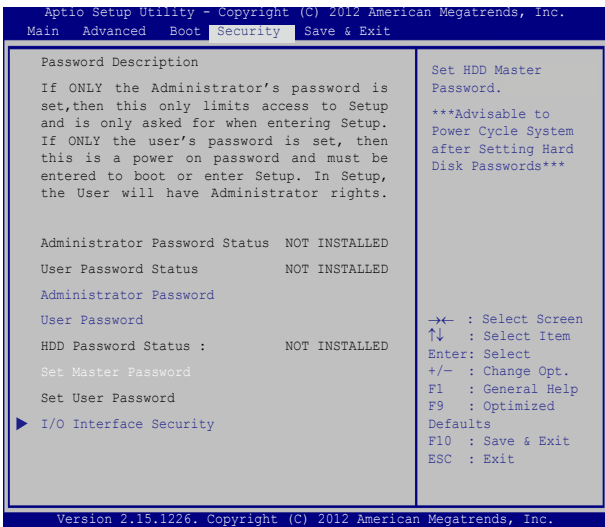 Aptio Setup Utility - Copyright (C) 2012 American Megatrends, Inc.
Main Advanced Boot Security Save & Exit
Password Description
If ONLY the Administrator's password is
set,then this only limits access to Setup
and is only asked for when entering Setup.
If ONLY the user's password is set, then
this is a power on password and must be
entered to boot or enter Setup. In Setup,
the User will have Administrator rights.
Administrator Password Status NOT INSTALLED
User Password Status NOT INSTALLED
Administrator Password
User Password
HDD Password Status : NOT INSTALLED
Set Master Password
Set User Password
I/O Interface Security
Set HDD Master
Password.
***Advisable to
Power Cycle System
after Setting Hard
Disk Passwords***
→← : Select Screen
↑↓ : Select Item
Enter: Select
+/— : Change Opt.
F1 : General Help
F9 : Optimized
Defaults
F10 : Save & Exit
ESC : Exit
Version 2.15.1226. Copyright (C) 2012 American Megatrends, Inc.